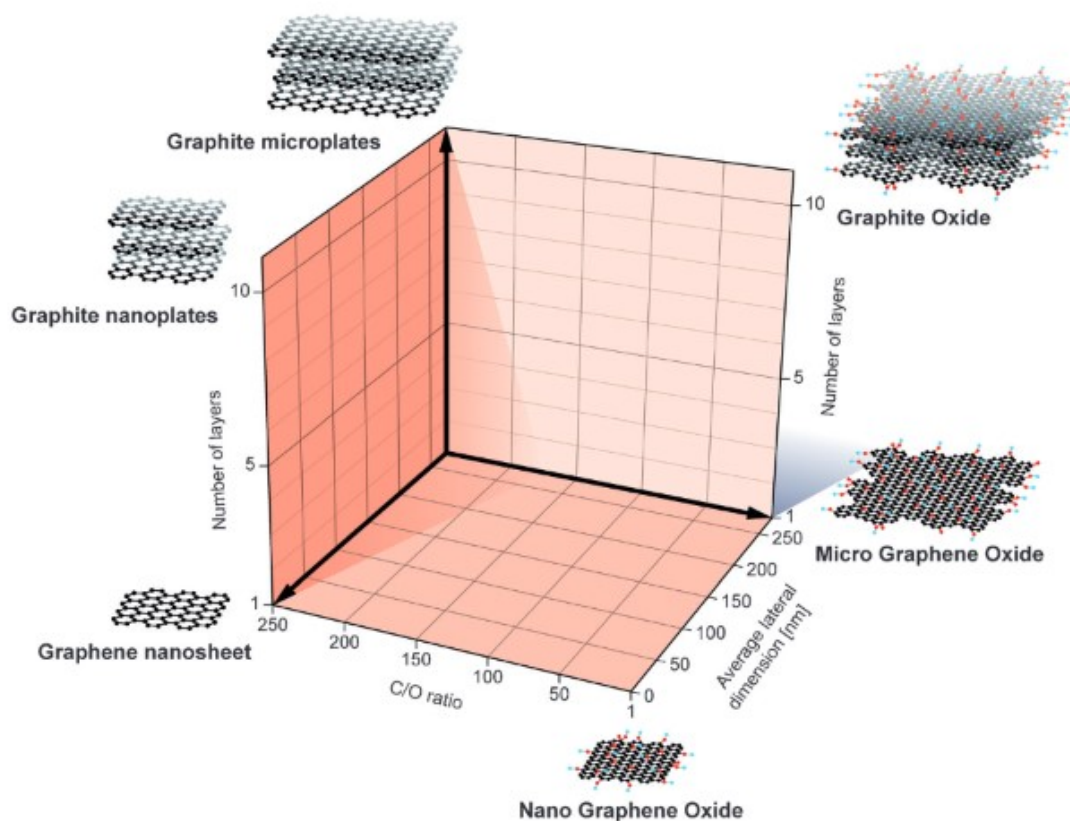 Graphite microplates
Graphite Oxide
Graphite nanoplates
Micro Graphene Oxide
Graphene nanosheet
Nano Graphene Oxide
Number of layers
10
5
1
Number of layers
10
5
1
C/O ratio
250
200
150
100
50
1
Average lateral
dimension [nm]
250
200
150
100
50
0